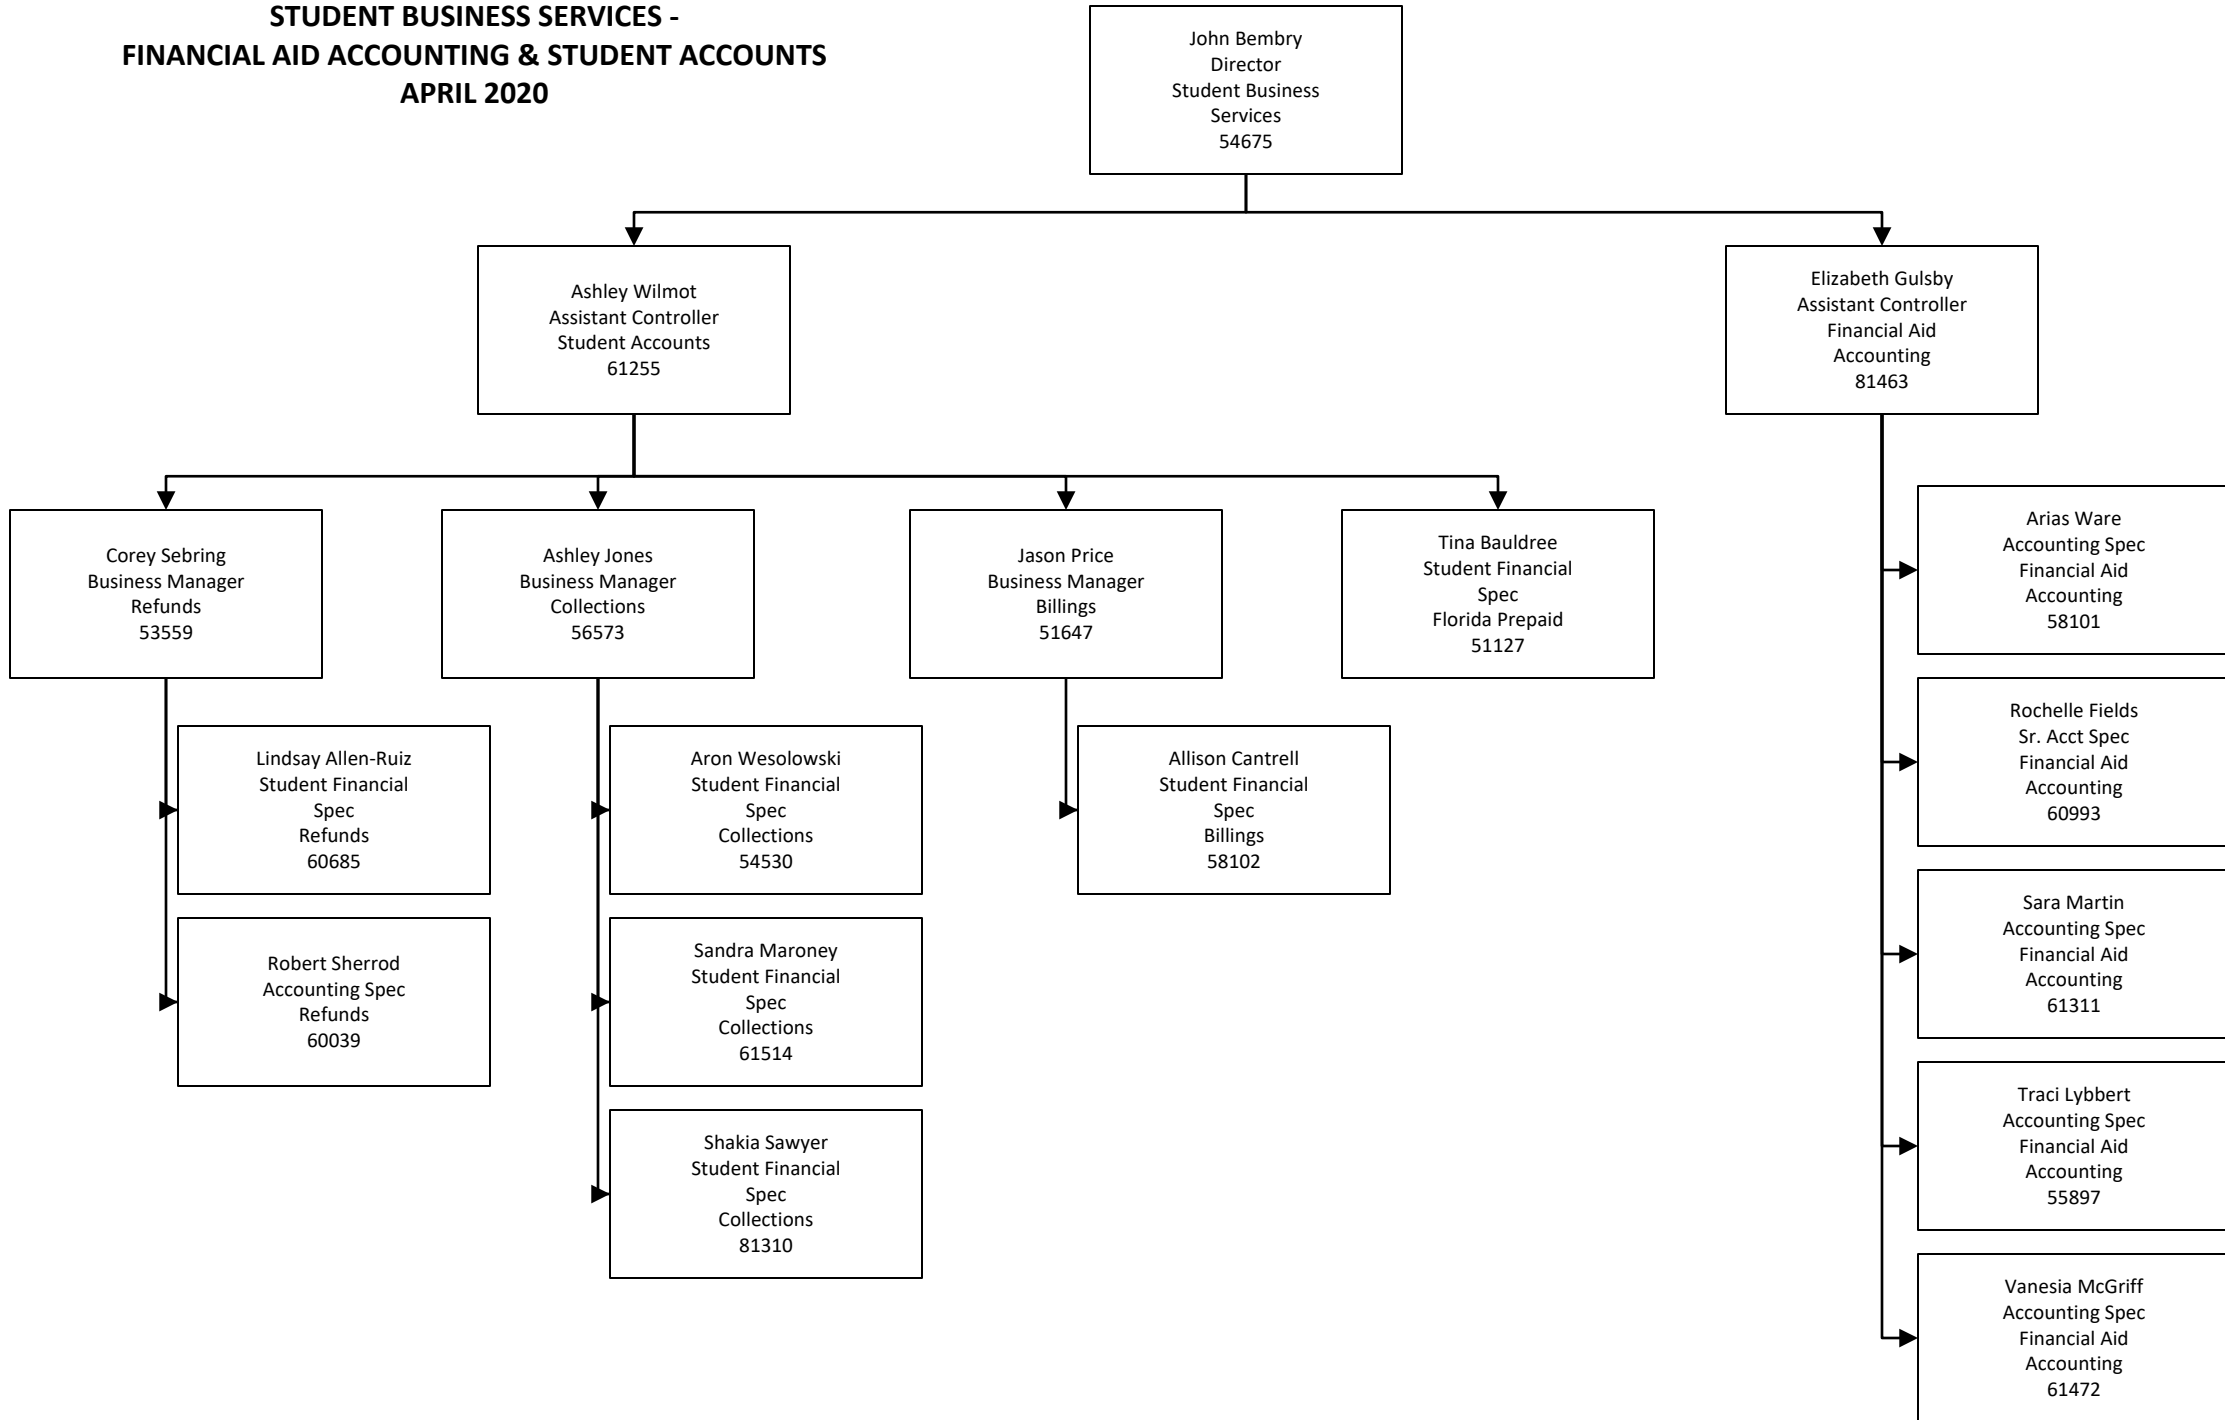 STUDENT BUSINESS SERVICES -
FINANCIAL AID ACCOUNTING & STUDENT ACCOUNTS
APRIL 2020
John Bembry
Director
Student Business
Services
54675
Ashley Wilmot
Assistant Controller
Student Accounts
61255
Elizabeth Gulsby
Assistant Controller
Financial Aid
Accounting
81463
Corey Sebring
Business Manager
Refunds
53559
Ashley Jones
Business Manager
Collections
56573
Jason Price
Business Manager
Billings
51647
Tina Bauldree
Student Financial
Spec
Florida Prepaid
51127
Lindsay Allen-Ruiz
Student Financial
Spec
Refunds
60685
Robert Sherrod
Accounting Spec
Refunds
60039
Aron Wesolowski
Student Financial
Spec
Collections
54530
Sandra Maroney
Student Financial
Spec
Collections
61514
Shakia Sawyer
Student Financial
Spec
Collections
81310
Allison Cantrell
Student Financial
Spec
Billings
58102
Arias Ware
Accounting Spec
Financial Aid
Accounting
58101
Rochelle Fields
Sr. Acct Spec
Financial Aid
Accounting
60993
Sara Martin
Accounting Spec
Financial Aid
Accounting
61311
Traci Lybbert
Accounting Spec
Financial Aid
Accounting
55897
Vanesia McGriff
Accounting Spec
Financial Aid
Accounting
61472